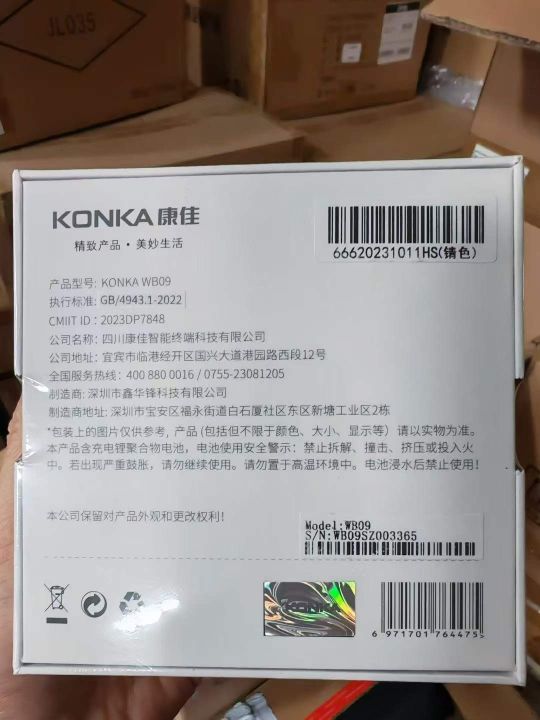 JL035
KONKA 康佳
精致产品·美妙生活
66620231011HS(锖色)
产品型号: KONKA WB09
执行标准: GB/4943.1-2022
CMIIT ID : 2023DP7848
公司名称: 四川康佳智能终端科技有限公司
公司地址: 宜宾市临港经开区国兴大道港园路西段12号
全国服务热线: 400 880 0016 / 0755-23081205
制造商: 深圳市鑫华锋科技有限公司
制造商地址: 深圳市宝安区福永街道白石厦社区东区新塘工业区2栋
*包装上的图片仅供参考, 产品 (包括但不限于颜色、大小、显示等) 请以实物为准。
本产品含充电锂聚合物电池, 电池使用安全警示: 禁止拆解、撞击、挤压或投入火
中。若出现严重鼓胀, 请勿继续使用。请勿置于高温环境中。电池浸水后禁止使用!
本公司保留对产品外观和更改权利!
Model:WB09
S/N:WB09SZ003365
KONKA
6 971701 764475